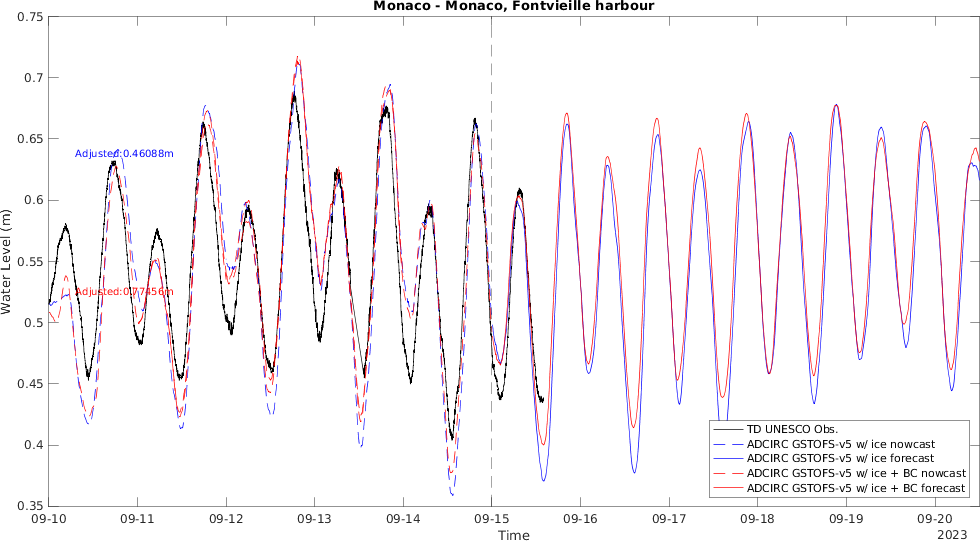 Monaco - Monaco, Fontvieille harbour
0.75
0.7
0.65
0.6
0.55
0.5
0.45
0.4
0.35
Water Level (m)
Adjusted:0.46088m
Adjusted:0.77456m
TD UNESCO Obs.
ADCIRC GSTOFS-v5 w/ ice nowcast
ADCIRC GSTOFS-v5 w/ ice forecast
ADCIRC GSTOFS-v5 w/ ice + BC nowcast
ADCIRC GSTOFS-v5 w/ ice + BC forecast
09-10 09-11 09-12 09-13 09-14 09-15 09-16 09-17 09-18 09-19 09-20
Time
2023